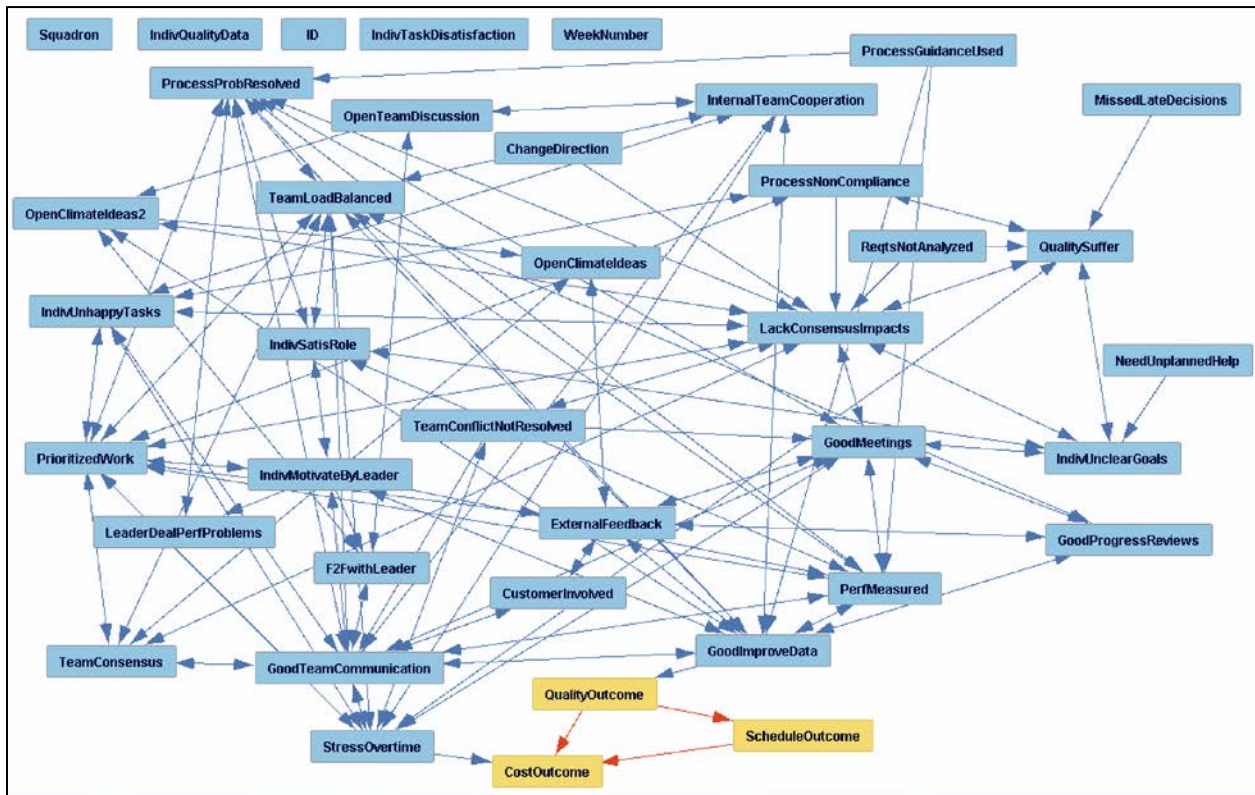 Squadron
IndivQualityData
ID
IndivTaskDisatisfaction
WeekNumber
ProcessGuidanceUsed
ProcessProbResolved
InternalTeamCooperation
MissedLateDecisions
OpenTeamDiscussion
ChangeDirection
ProcessNonCompliance
TeamLoadBalanced
OpenClimateIdeas2
ReqtsNotAnalyzed
QualitySuffer
OpenClimateIdeas
IndivUnhappyTasks
LackConsensusImpacts
IndivSatisRole
NeedUnplannedHelp
TeamConflictNotResolved
GoodMeetings
PrioritizedWork
IndivUnclearGoals
IndivMotivateByLeader
LeaderDealPerfProblems
ExternalFeedback
GoodProgressReviews
F2FwithLeader
CustomerInvolved
PerfMeasured
TeamConsensus
GoodTeamCommunication
GoodImproveData
QualityOutcome
ScheduleOutcome
StressOvertime
CostOutcome